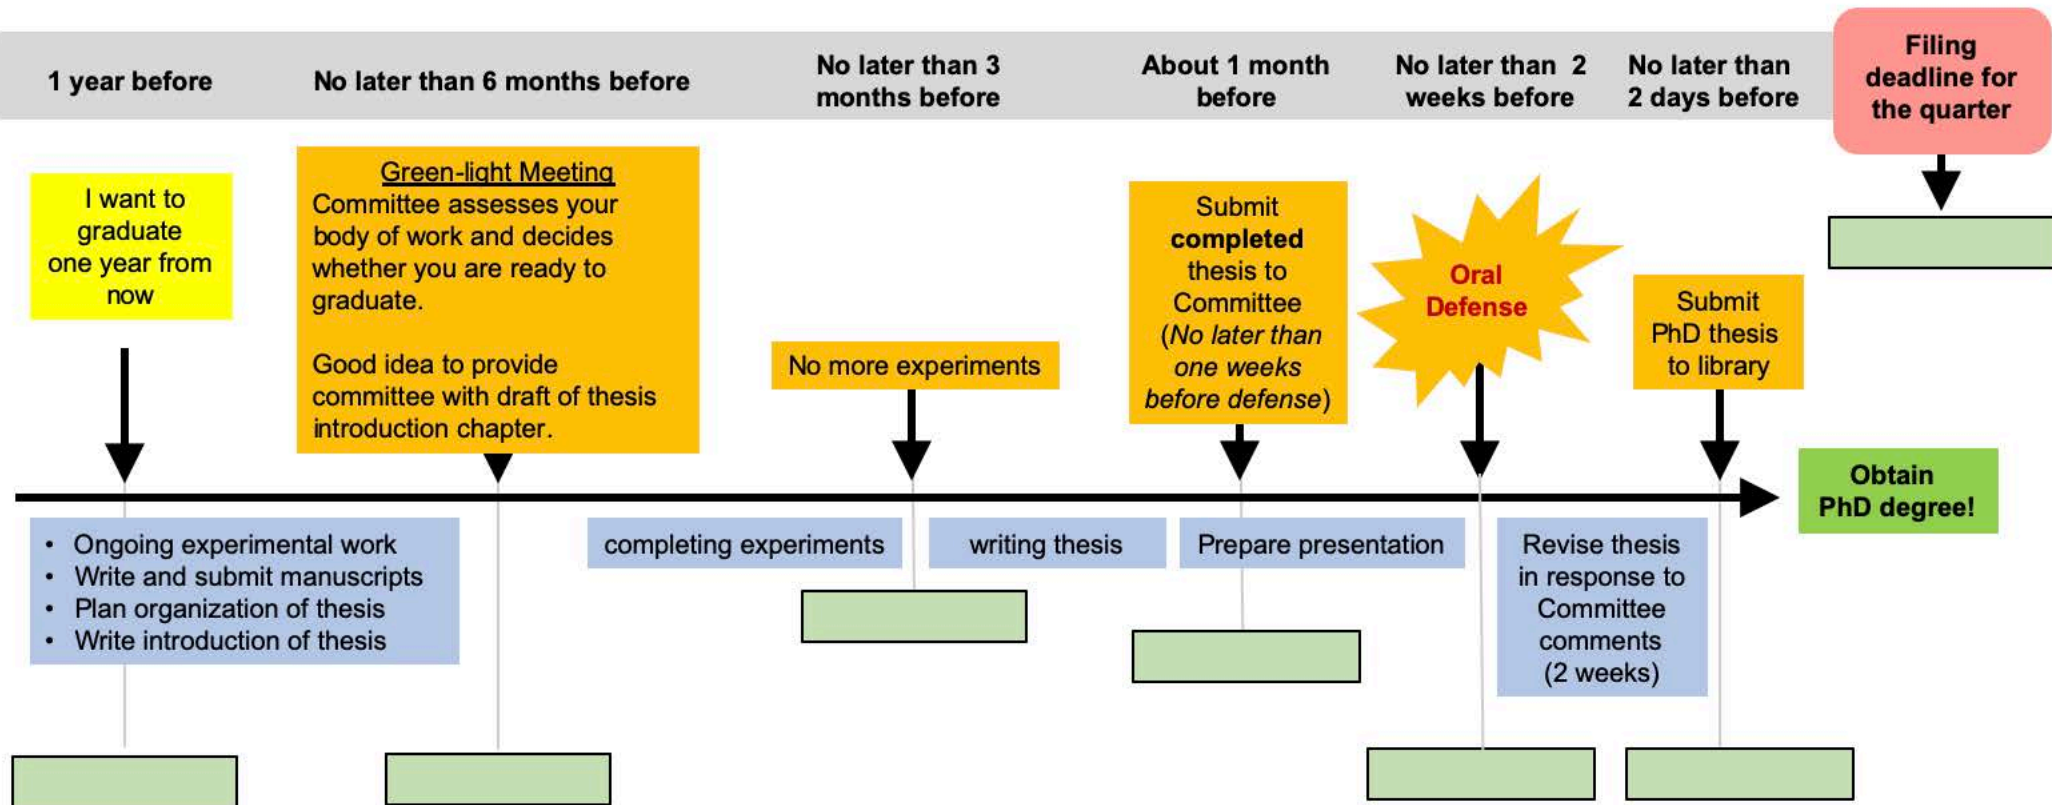 1 year before
No later than 6 months before
No later than 3
months before
About 1 month
before
No later than 2
weeks before
No later than
2 days before
Filing
deadline for
the quarter
I want to
graduate
one year from
now
Green-light Meeting
Committee assesses your
body of work and decides
whether you are ready to
graduate.
Good idea to provide
committee with draft of thesis
introduction chapter.
No more experiments
Submit
completed
thesis to
Committee
(No later than
one weeks
before defense)
Oral
Defense
Submit
PhD thesis
to library
Obtain
PhD degree!
• Ongoing experimental work
• Write and submit manuscripts
• Plan organization of thesis
• Write introduction of thesis
completing experiments
writing thesis
Prepare presentation
Revise thesis
in response to
Committee
comments
(2 weeks)